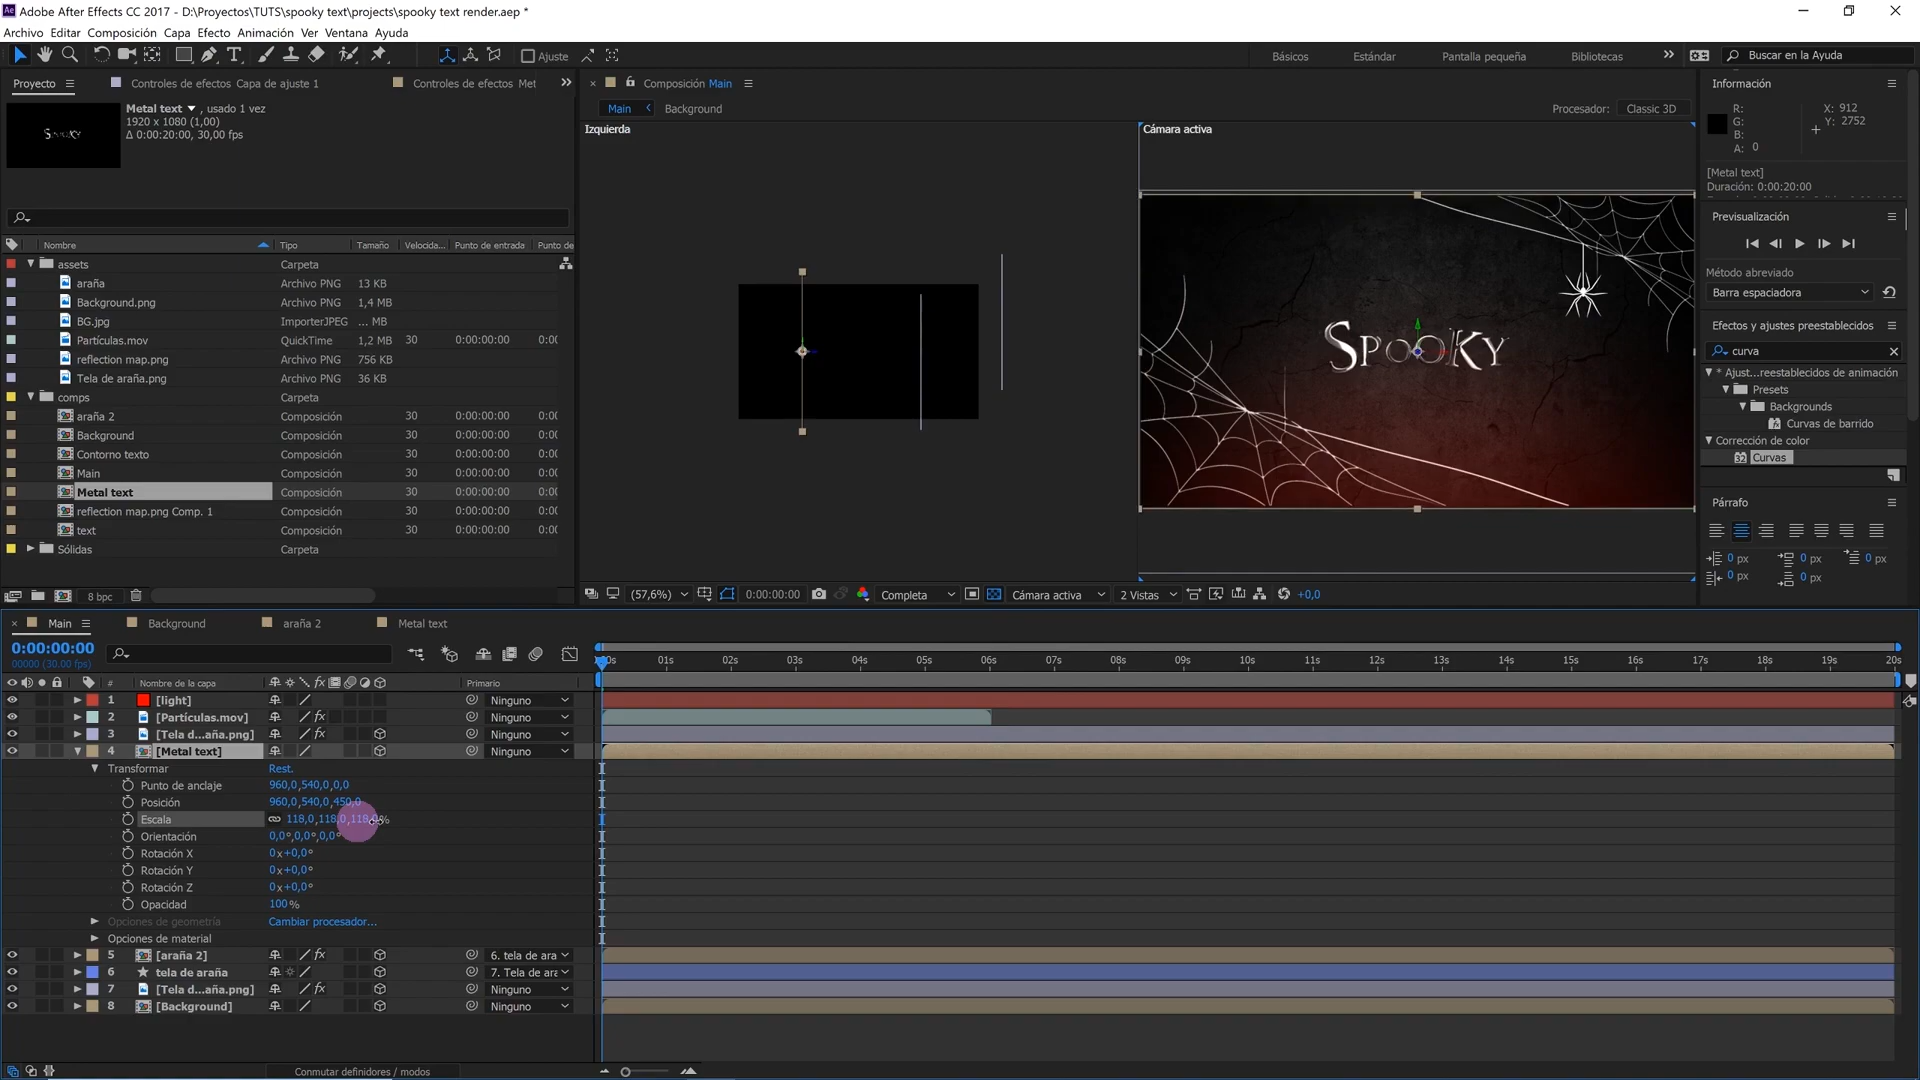 Adobe After Effects CC 2017 - D:\Proyectos\TUTS\spooky text\projects\spooky text render.aep *
Archivo Editar Composición Capa Efecto Animación Ver Ventana Ayuda
Ajuste
Básicos Estándar Pantalla pequeña Bibliotecas
Buscar en la Ayuda
Proyecto
Controles de efectos Capa de ajuste 1
Controles de efectos Met
Metal text , usado 1 vez
1920 x 1080 (1,00)
Δ 0:00:20:00, 30,00 fps
Nombre Tipo Tamaño Velocida... Punto de entrada Punto de
assets Carpeta
araña Archivo PNG 13 KB
Background.png Archivo PNG 1,4 MB
BG.jpg ImporterJPEG ... MB
Partículas.mov QuickTime 1,2 MB 30 0:00:00:00 0:0
reflection map.png Archivo PNG 756 KB
Tela de araña.png Archivo PNG 36 KB
comps Carpeta
araña 2 Composición 30 0:00:00:00 0:0
Background Composición 30 0:00:00:00 0:0
Contorno texto Composición 30 0:00:00:00 0:0
Main Composición 30 0:00:00:00 0:0
Metal text Composición 30 0:00:00:00 0:0
reflection map.png Comp. 1 Composición 30 0:00:00:00 0:0
text Composición 30 0:00:00:00 0:0
Sólidas Carpeta
8 bpc
Composición Main
Main Background
Procesador: Classic 3D
Izquierda
Cámara activa
Spooky
(57,6%) 0:00:00:00 Completa Cámara activa 2 Vistas +0,0
Información
R: X: 912
G: Y: 2752
B:
A: 0
[Metal text]
Duración: 0:00:20:00
Previsualización
Método abreviado
Barra espaciadora
Efectos y ajustes preestablecidos
curva
* Ajust...reestablecidos de animación
Presets
Backgrounds
Curvas de barrido
Corrección de color
32 Curvas
Párrafo
0 px 0 px 0 px
0 px 0 px
Main Background araña 2 Metal text
0:00:00:00
00000 (30.00 fps)
00s 01s 02s 03s 04s 05s 06s 07s 08s 09s 10s 11s 12s 13s 14s 15s 16s 17s 18s 19s 20s
# Nombre de la capa fx Primario
1 [light] Ninguno
2 [Partículas.mov] fx Ninguno
3 [Tela d...aña.png] fx Ninguno
4 [Metal text] Ninguno
Transformar Rest.
Punto de anclaje 960,0,540,0,0,0
Posición 960,0,540,0,450,0
Escala 118,0,118,0,118,0%
Orientación 0,0°,0,0°,0,0°
Rotación X 0x+0,0°
Rotación Y 0x+0,0°
Rotación Z 0x+0,0°
Opacidad 100%
Opciones de geometría Cambiar procesador...
Opciones de material
5 [araña 2] fx 6. tela de ara
6 tela de araña 7. Tela de ara
7 [Tela d...aña.png] fx Ninguno
8 [Background] Ninguno
Conmutar definidores / modos